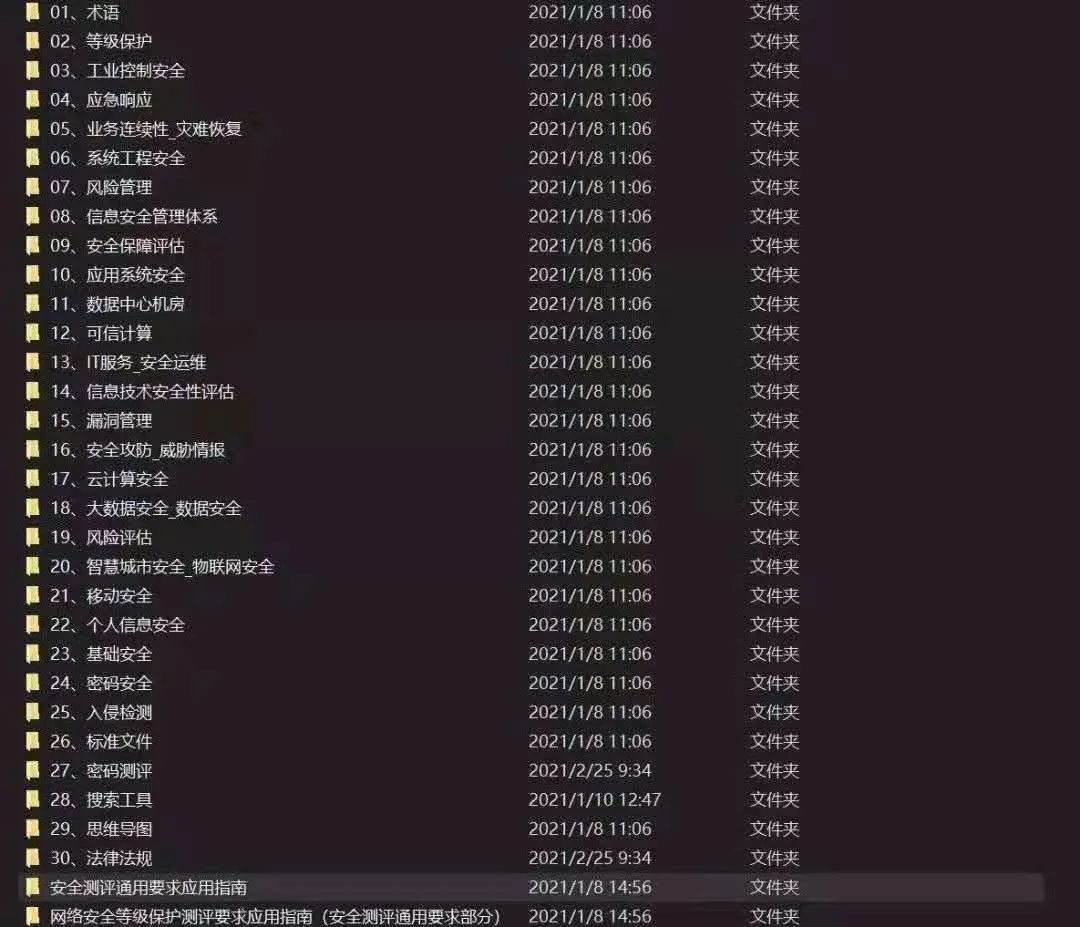 01、术语 2021/1/8 11:06 文件夹
02、等级保护 2021/1/8 11:06 文件夹
03、工业控制安全 2021/1/8 11:06 文件夹
04、应急响应 2021/1/8 11:06 文件夹
05、业务连续性_灾难恢复 2021/1/8 11:06 文件夹
06、系统工程安全 2021/1/8 11:06 文件夹
07、风险管理 2021/1/8 11:06 文件夹
08、信息安全管理体系 2021/1/8 11:06 文件夹
09、安全保障评估 2021/1/8 11:06 文件夹
10、应用系统安全 2021/1/8 11:06 文件夹
11、数据中心机房 2021/1/8 11:06 文件夹
12、可信计算 2021/1/8 11:06 文件夹
13、IT服务_安全运维 2021/1/8 11:06 文件夹
14、信息技术安全性评估 2021/1/8 11:06 文件夹
15、漏洞管理 2021/1/8 11:06 文件夹
16、安全攻防_威胁情报 2021/1/8 11:06 文件夹
17、云计算安全 2021/1/8 11:06 文件夹
18、大数据安全_数据安全 2021/1/8 11:06 文件夹
19、风险评估 2021/1/8 11:06 文件夹
20、智慧城市安全_物联网安全 2021/1/8 11:06 文件夹
21、移动安全 2021/1/8 11:06 文件夹
22、个人信息安全 2021/1/8 11:06 文件夹
23、基础安全 2021/1/8 11:06 文件夹
24、密码安全 2021/1/8 11:06 文件夹
25、入侵检测 2021/1/8 11:06 文件夹
26、标准文件 2021/1/8 11:06 文件夹
27、密码测评 2021/2/25 9:34 文件夹
28、搜索工具 2021/1/10 12:47 文件夹
29、思维导图 2021/1/8 11:06 文件夹
30、法律法规 2021/2/25 9:34 文件夹
安全测评通用要求应用指南 2021/1/8 14:56 文件夹
网络安全等级保护测评要求应用指南（安全测评通用要求部分） 2021/1/8 14:56 文件夹